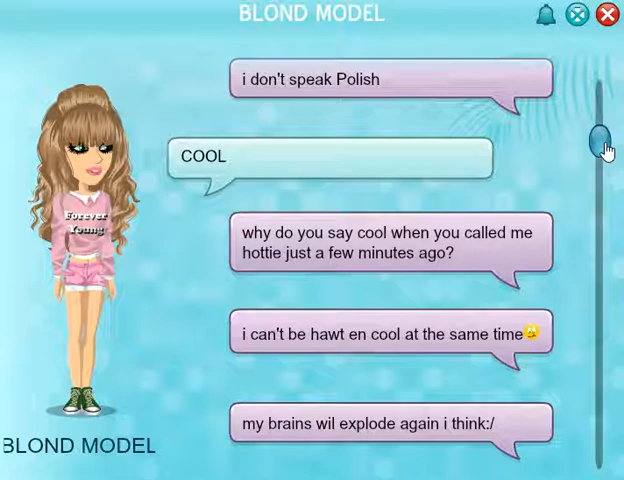 BLOND MODEL
i don't speak Polish
COOL
why do you say cool when you called me
hottie just a few minutes ago?
i can't be hawt en cool at the same time
my brains wil explode again i think:/
Forever
Young
BLOND MODEL